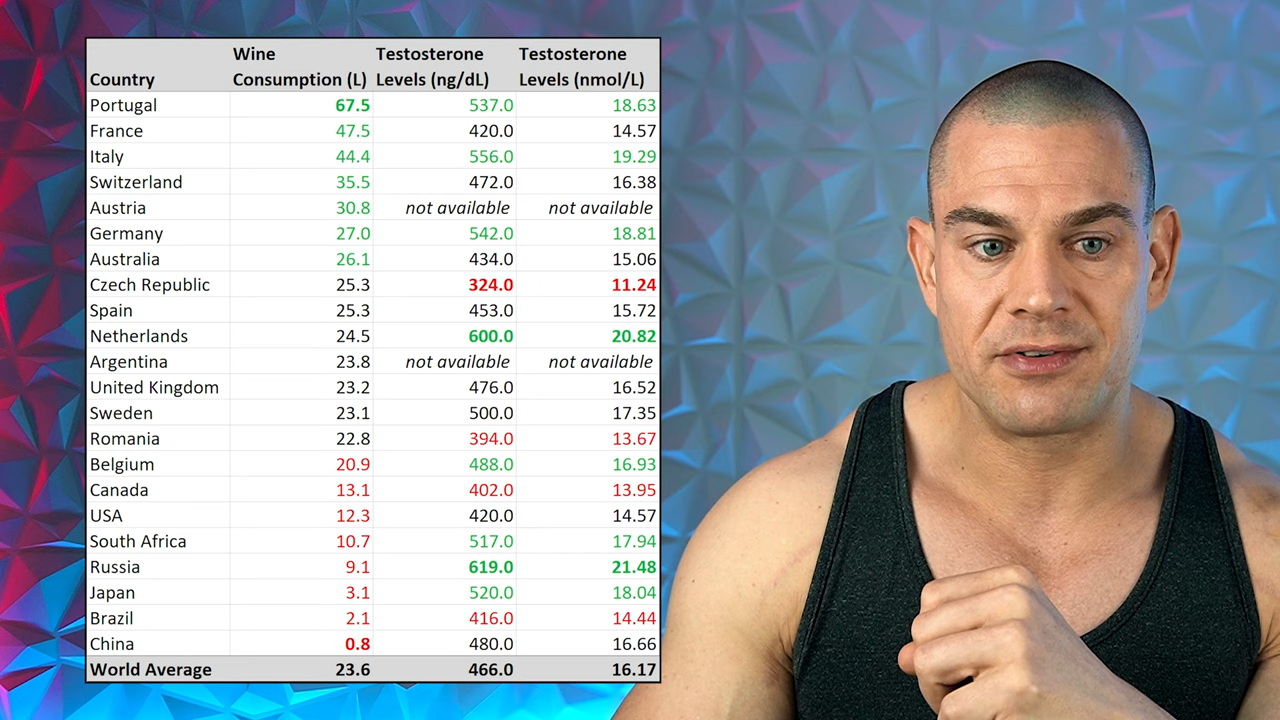 Wine Testosterone Testosterone
Country Consumption (L) Levels (ng/dL) Levels (nmol/L)
Portugal 67.5 537.0 18.63
France 47.5 420.0 14.57
Italy 44.4 556.0 19.29
Switzerland 35.5 472.0 16.38
Austria 30.8 not available not available
Germany 27.0 542.0 18.81
Australia 26.1 434.0 15.06
Czech Republic 25.3 324.0 11.24
Spain 25.3 453.0 15.72
Netherlands 24.5 600.0 20.82
Argentina 23.8 not available not available
United Kingdom 23.2 476.0 16.52
Sweden 23.1 500.0 17.35
Romania 22.8 394.0 13.67
Belgium 20.9 488.0 16.93
Canada 13.1 402.0 13.95
USA 12.3 420.0 14.57
South Africa 10.7 517.0 17.94
Russia 9.1 619.0 21.48
Japan 3.1 520.0 18.04
Brazil 2.1 416.0 14.44
China 0.8 480.0 16.66
World Average 23.6 466.0 16.17